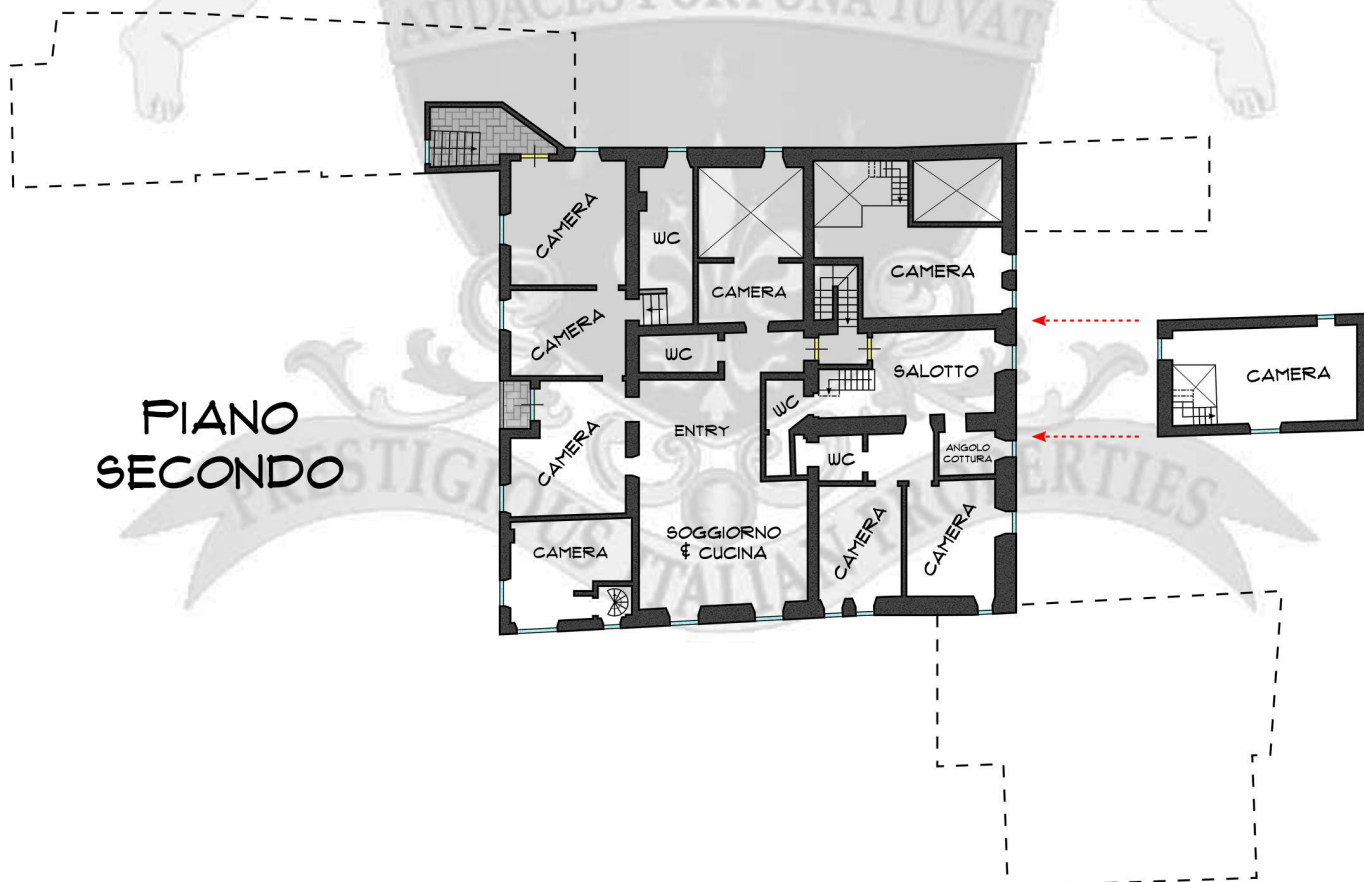 AUDACES FORTUNA IUVAT
CAMERA
WC
CAMERA
CAMERA
CAMERA
WC
SALOTTO
CAMERA
PIANO
SECONDO
CAMERA
ENTRY
WC
WC
ANGOLO
COTTURA
CAMERA
SOGGIORNO
& CUCINA
CAMERA
CAMERA
PRESTIGIOUS ITALIAN PROPERTIES